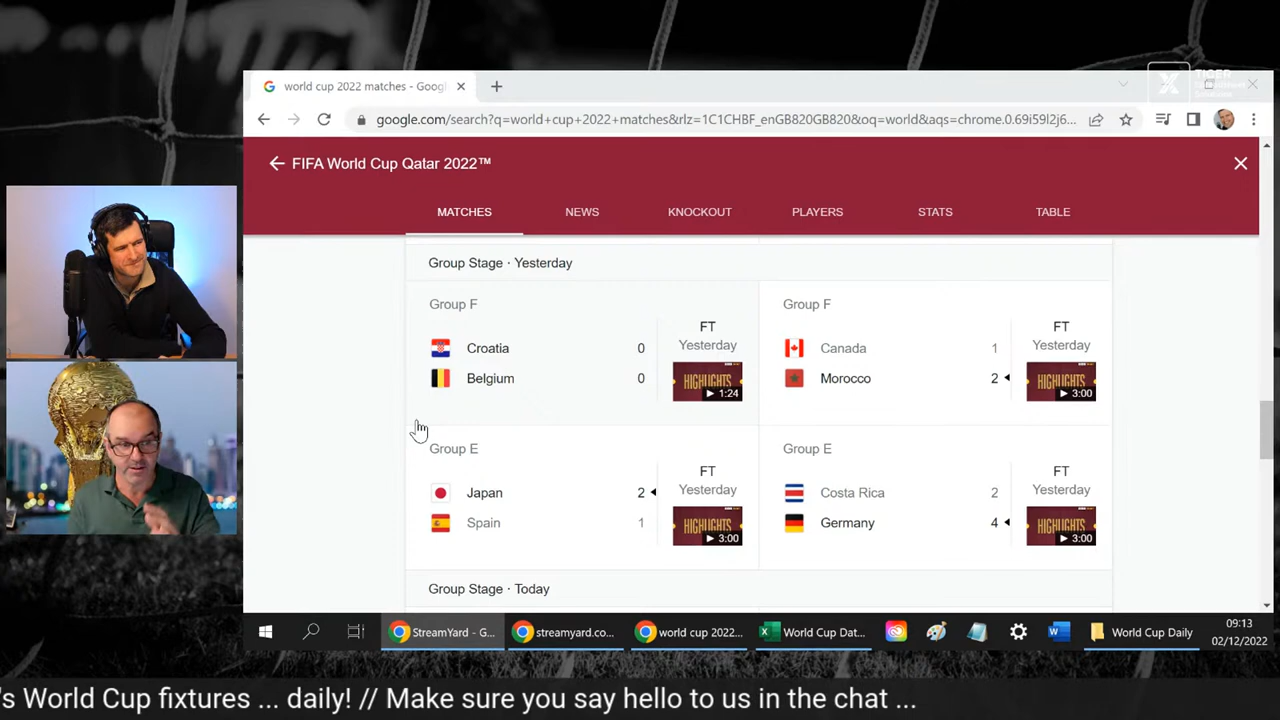 world cup 2022 matches - Goog
TIGER
google.com/search?q=world+cup+2022+matches&rlz=1C1CHBF_enGB820GB820&oq=world&aqs=chrome.0.69i59l2j6...
FIFA World Cup Qatar 2022™
MATCHES
NEWS
KNOCKOUT
PLAYERS
STATS
TABLE
Group Stage · Yesterday
Group F
Croatia 0
Belgium 0
FT
Yesterday
HIGHLIGHTS
1:24
Group F
Canada 1
Morocco 2
FT
Yesterday
HIGHLIGHTS
3:00
Group E
Japan 2
Spain 1
FT
Yesterday
HIGHLIGHTS
3:00
Group E
Costa Rica 2
Germany 4
FT
Yesterday
HIGHLIGHTS
3:00
Group Stage · Today
StreamYard - G...
streamyard.co...
world cup 2022...
World Cup Dat...
World Cup Daily
09:13
02/12/2022
's World Cup fixtures ... daily! // Make sure you say hello to us in the chat ...